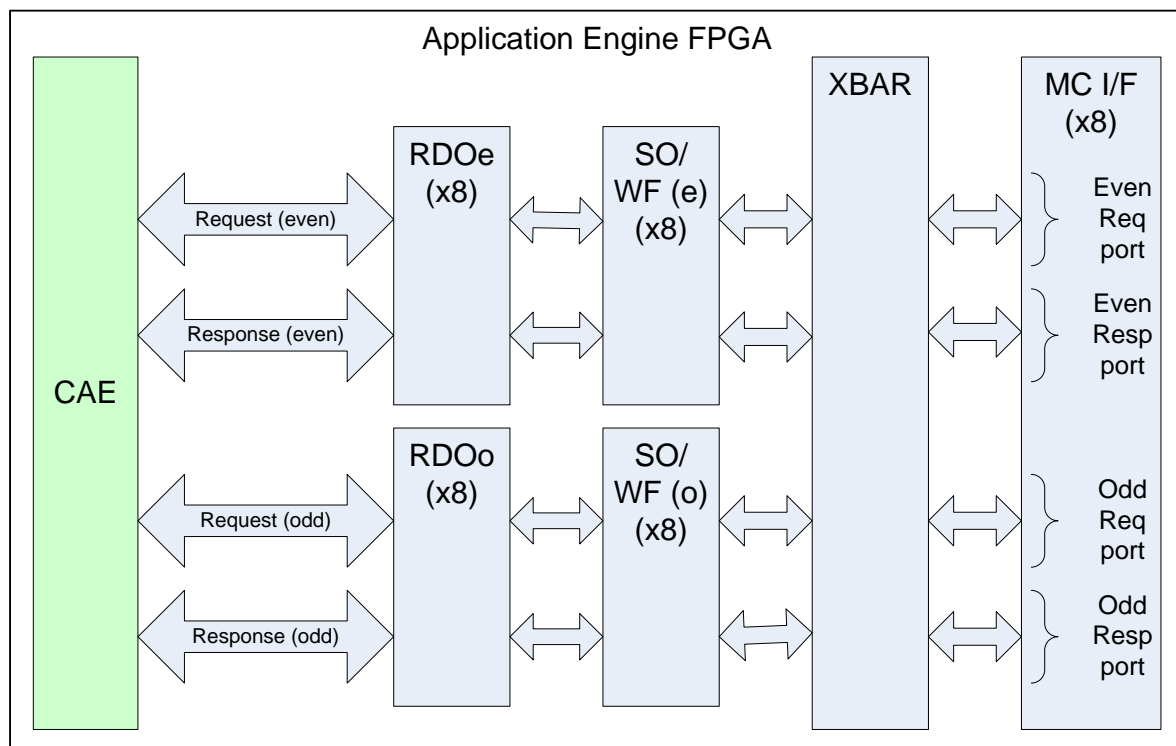 Application Engine FPGA
CAE
Request (even)
Response (even)
Request (odd)
Response (odd)
RDOe
(x8)
RDOo
(x8)
SO/
WF (e)
(x8)
SO/
WF (o)
(x8)
XBAR
MC I/F
(x8)
Even
Req
port
Even
Resp
port
Odd
Req
port
Odd
Resp
port